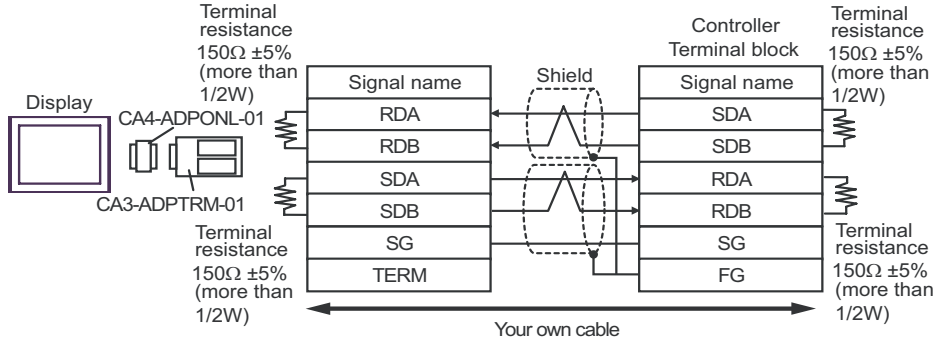 Terminal
resistance
150Ω ±5%
(more than
1/2W)
Controller
Terminal block
Terminal
resistance
150Ω ±5%
(more than
1/2W)
Display
CA4-ADPONL-01
CA3-ADPTRM-01
Signal name
RDA
RDB
SDA
SDB
SG
TERM
Shield
Signal name
SDA
SDB
RDA
RDB
SG
FG
Terminal
resistance
150Ω ±5%
(more than
1/2W)
Terminal
resistance
150Ω ±5%
(more than
1/2W)
Your own cable